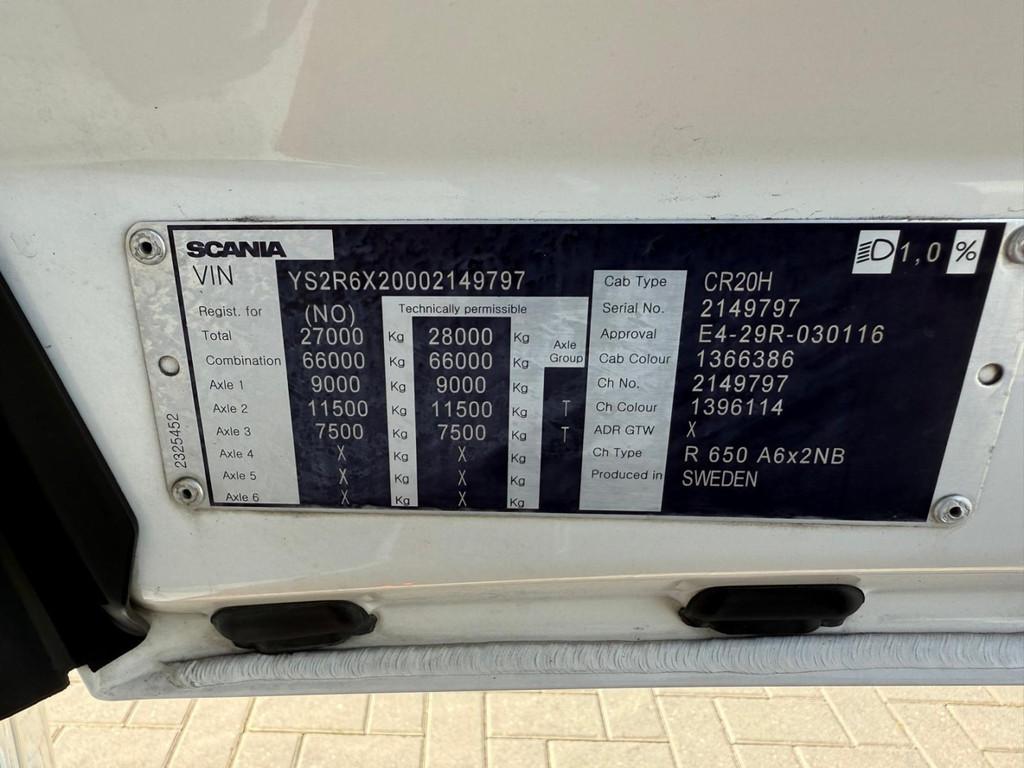 SCANIA
VIN YS2R6X20002149797
Regist. for (NO) Technically permissible
Total 27000 Kg 28000 Kg Axle Group
Combination 66000 Kg 66000 Kg
Axle 1 9000 Kg 9000 Kg
Axle 2 11500 Kg 11500 Kg T
Axle 3 7500 Kg 7500 Kg T
Axle 4 X Kg X Kg
Axle 5 X Kg X Kg
Axle 6 X Kg X Kg
2325452
1,0 %
Cab Type CR20H
Serial No. 2149797
Approval E4-29R-030116
Cab Colour 1366386
Ch No. 2149797
Ch Colour 1396114
ADR GTW X
Ch Type R 650 A6x2NB
Produced in SWEDEN